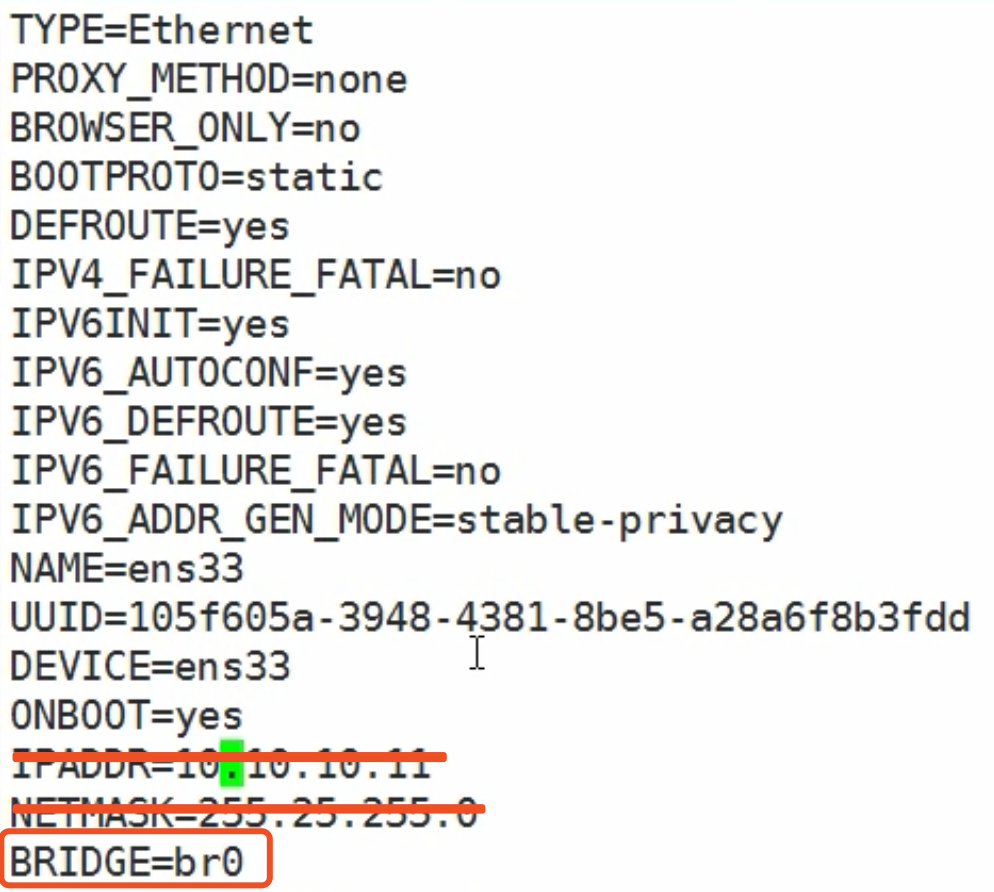 TYPE=Ethernet
PROXY_METHOD=none
BROWSER_ONLY=no
BOOTPROTO=static
DEFROUTE=yes
IPV4_FAILURE_FATAL=no
IPV6INIT=yes
IPV6_AUTOCONF=yes
IPV6_DEFROUTE=yes
IPV6_FAILURE_FATAL=no
IPV6_ADDR_GEN_MODE=stable-privacy
NAME=ens33
UUID=105f605a-3948-4381-8be5-a28a6f8b3fdd
DEVICE=ens33
ONBOOT=yes
IPADDR=10.10.10.11
NETMASK=255.25.255.0
BRIDGE=br0